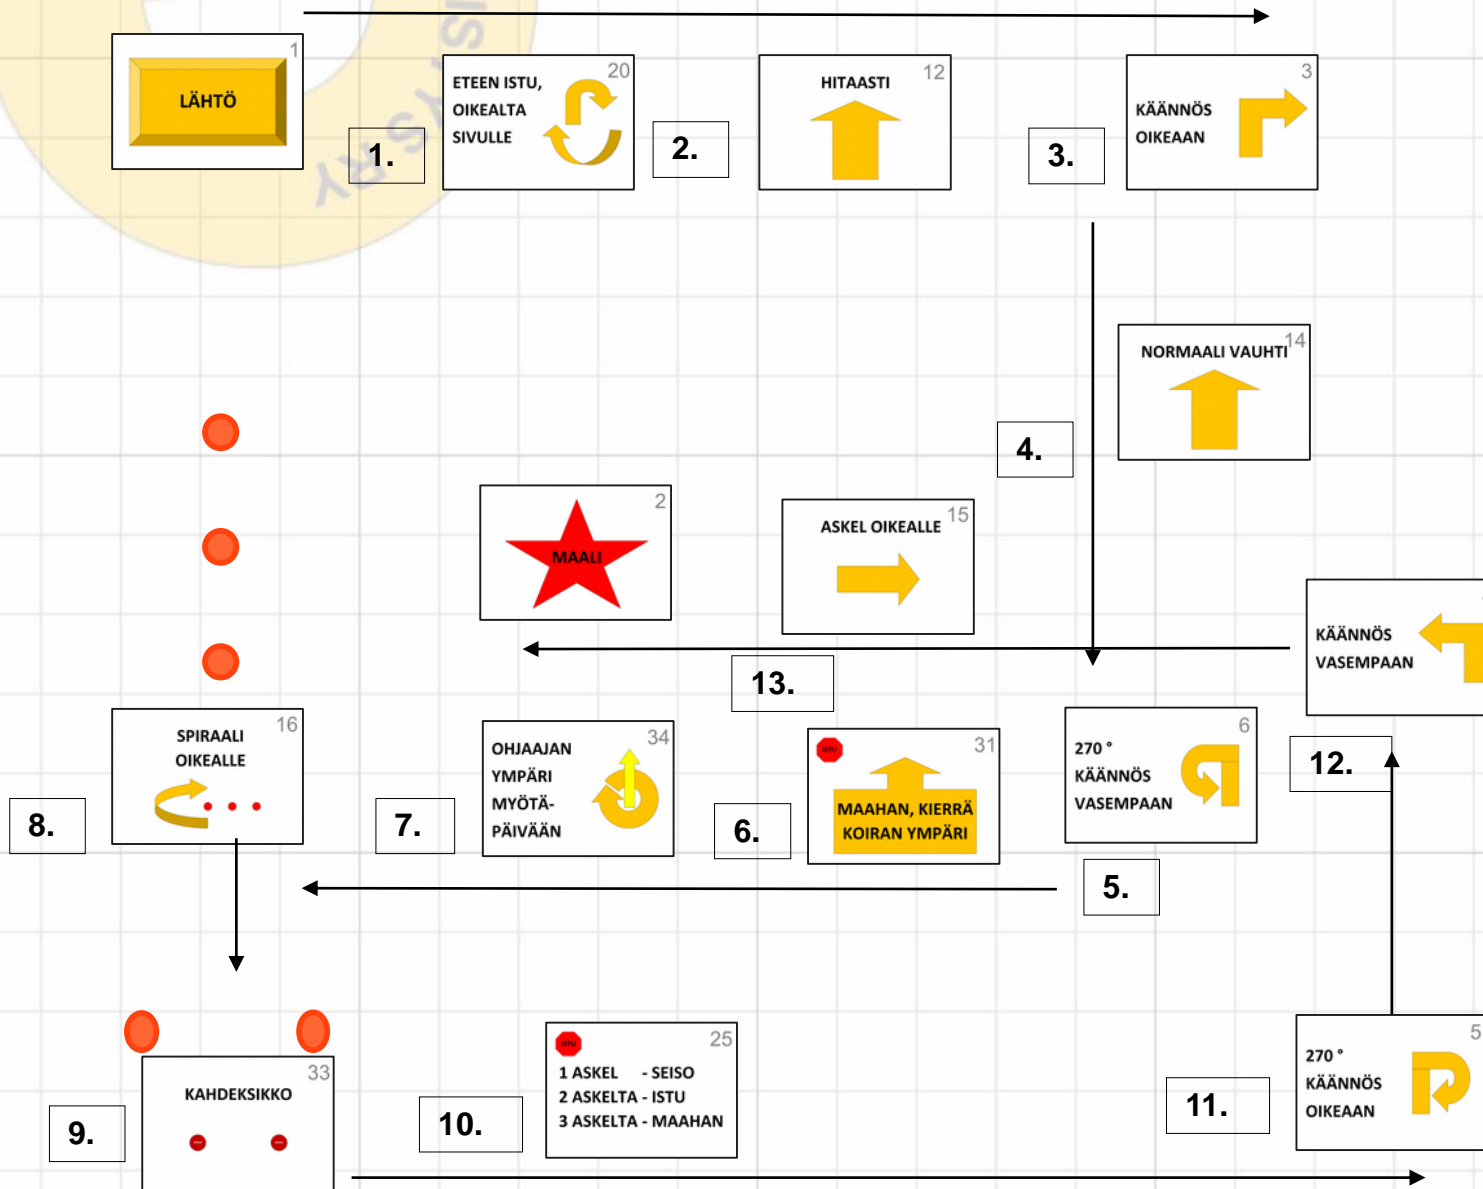 1
LÄHTÖ
1.
20
ETEEN ISTU,
OIKEALTA
SIVULLE
2.
12
HITAASTI
3.
3
KÄÄNNÖS
OIKEAAN
14
NORMAALI VAUHTI
4.
2
MAALI
15
ASKEL OIKEALLE
KÄÄNNÖS
VASEMPAAN
13.
16
SPIRAALI
OIKEALLE
8.
34
OHJAAJAN
YMPÄRI
MYÖTÄ-
PÄIVÄÄN
7.
31
ISTU
MAAHAN, KIERRÄ
KOIRAN YMPÄRI
6.
6
270 °
KÄÄNNÖS
VASEMPAAN
5.
12.
33
KAHDEKSIKKO
9.
25
ISTU
1 ASKEL - SEISO
2 ASKELTA - ISTU
3 ASKELTA - MAAHAN
10.
5
270 °
KÄÄNNÖS
OIKEAAN
11.